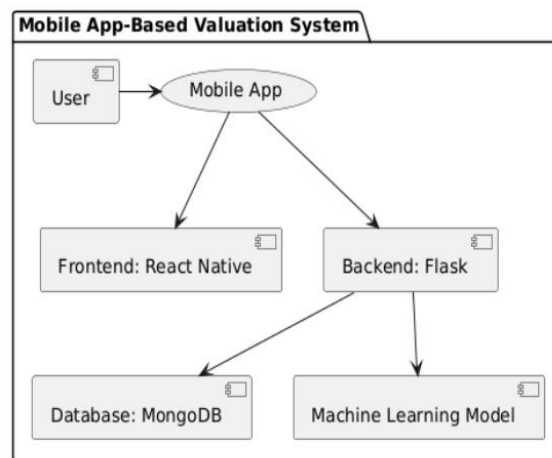 Mobile App-Based Valuation System
User
Mobile App
Frontend: React Native
Backend: Flask
Database: MongoDB
Machine Learning Model